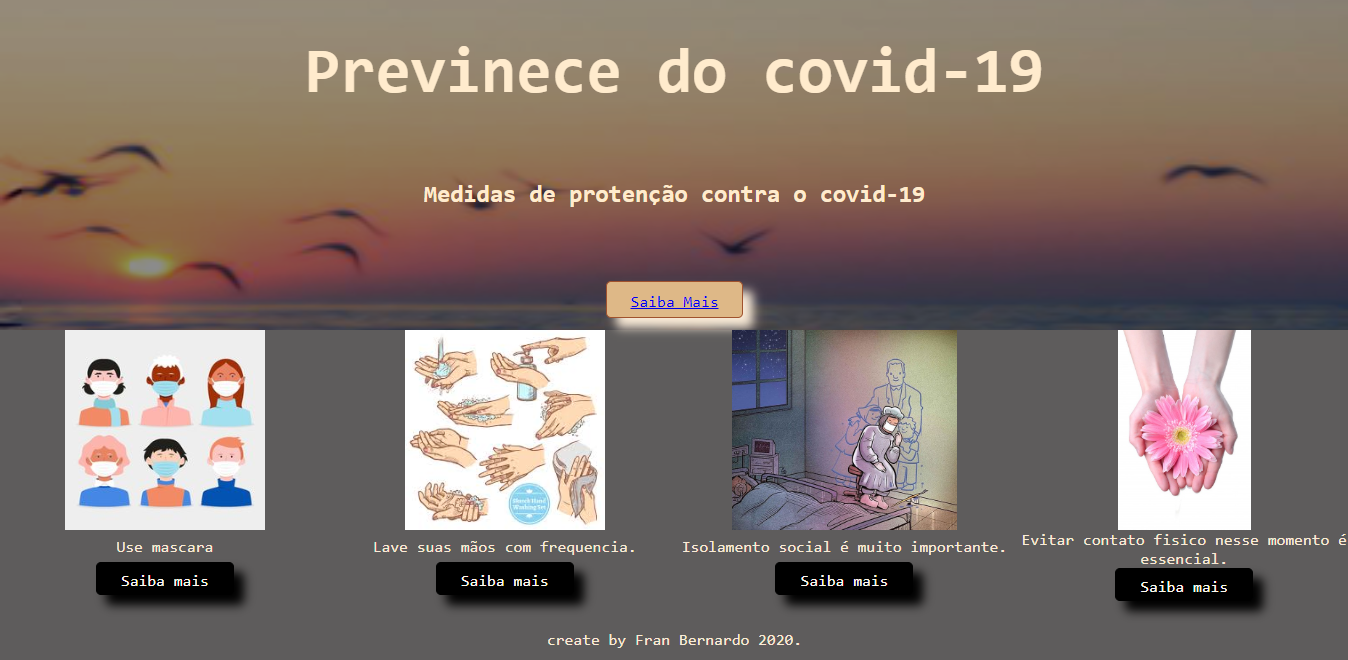 Previnece do covid-19
Medidas de protenção contra o covid-19
Saiba Mais
Use mascara
Saiba mais
Lave suas mãos com frequencia.
Saiba mais
Isolamento social é muito importante.
Saiba mais
Evitar contato fisico nesse momento é
essencial.
Saiba mais
create by Fran Bernardo 2020.